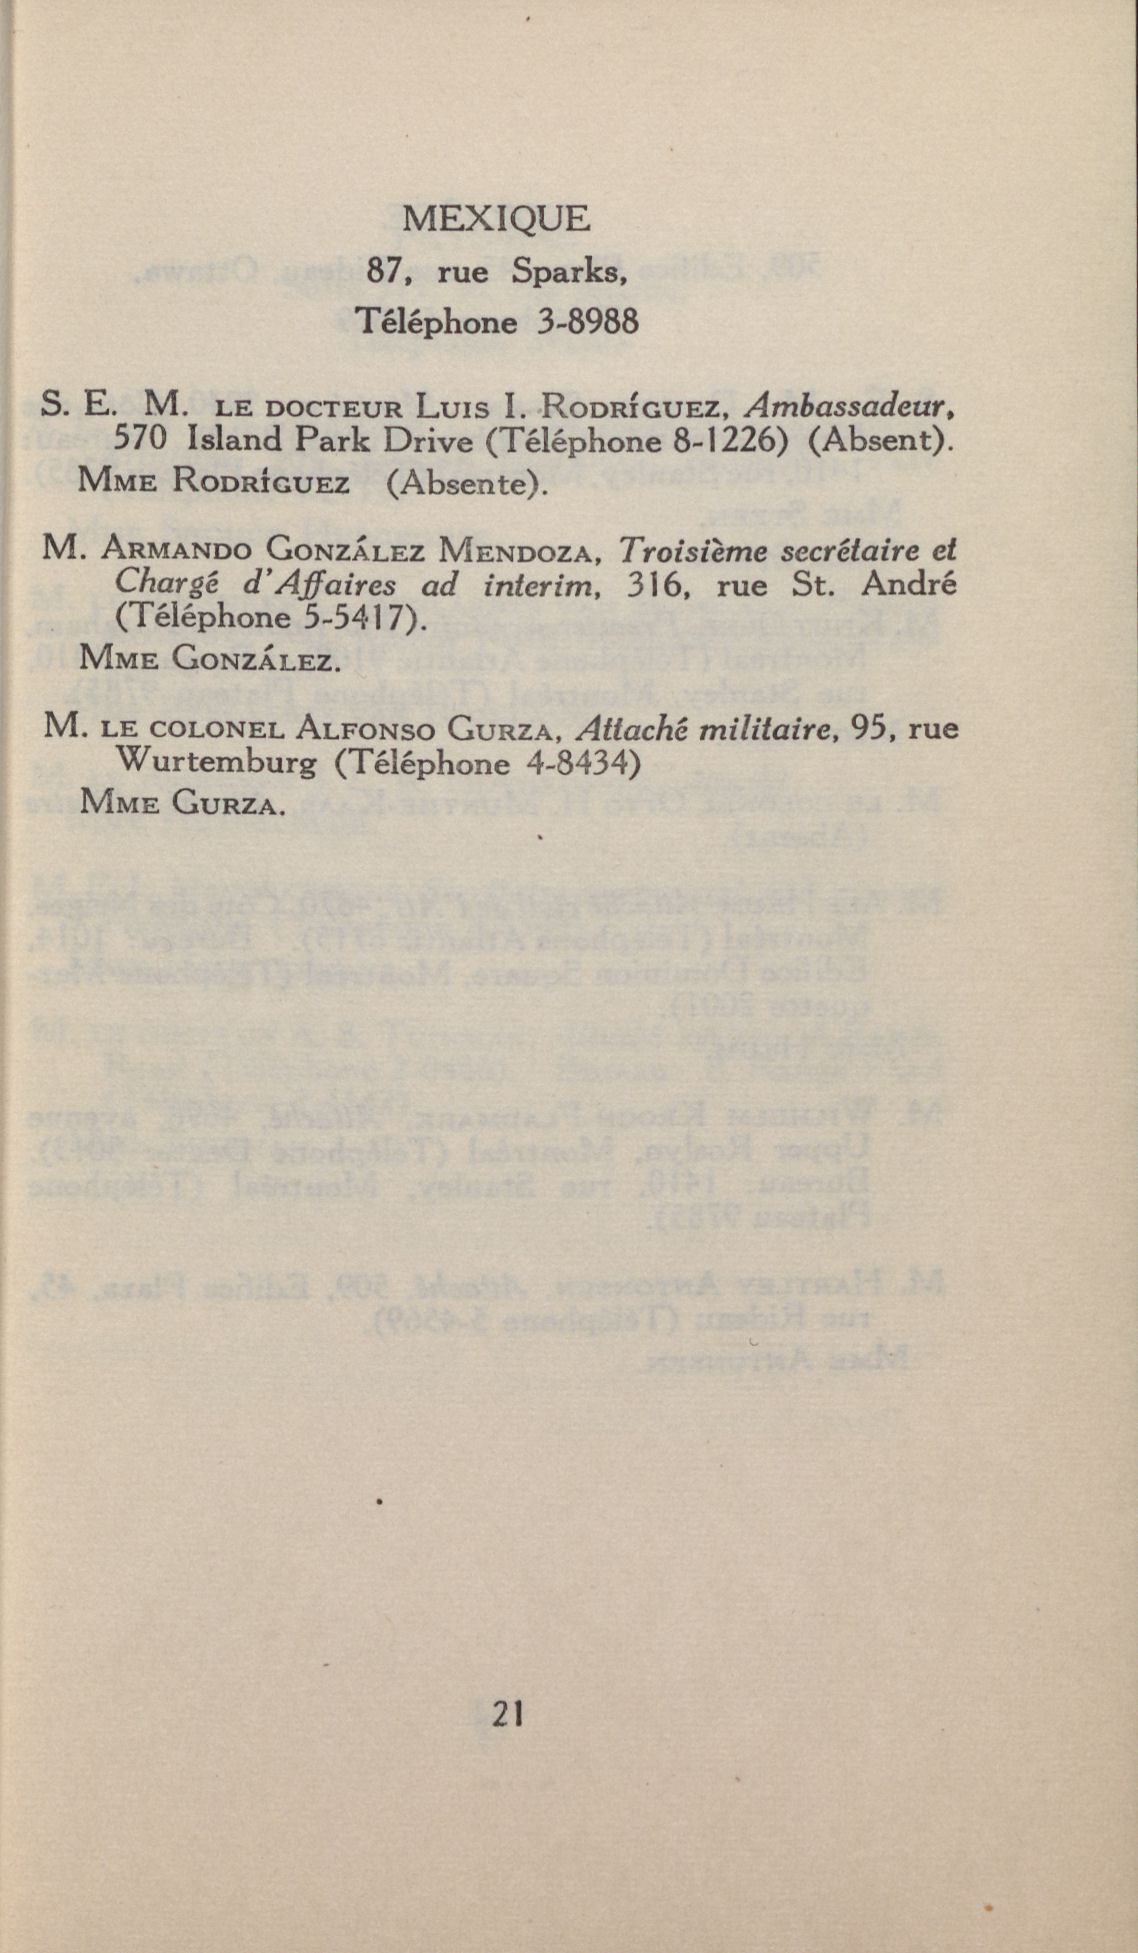 MEXIQUE
87, rue Sparks,
Téléphone 3-8988
S. E. M. LE DOCTEUR LUIS I. RODRÍGUEZ, Ambassadeur,
570 Island Park Drive (Téléphone 8-1226) (Absent).
MME RODRÍGUEZ (Absente).
M. ARMANDO GONZÁLEZ MENDOZA, Troisième secrétaire et
Chargé d'Affaires ad interim, 316, rue St. André
(Téléphone 5-5417).
MME GONZÁLEZ.
M. LE COLONEL ALFONSO GURZA, Attaché militaire, 95, rue
Wurtemburg (Téléphone 4-8434)
MME GURZA.
21